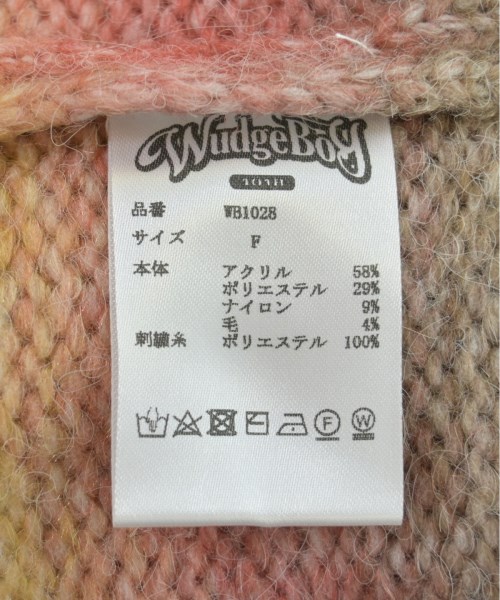 WudgeBoy
品番 WB1028
サイズ F
本体 アクリル 58%
ポリエステル 29%
ナイロン 9%
毛 4%
刺繍糸 ポリエステル 100%
F W